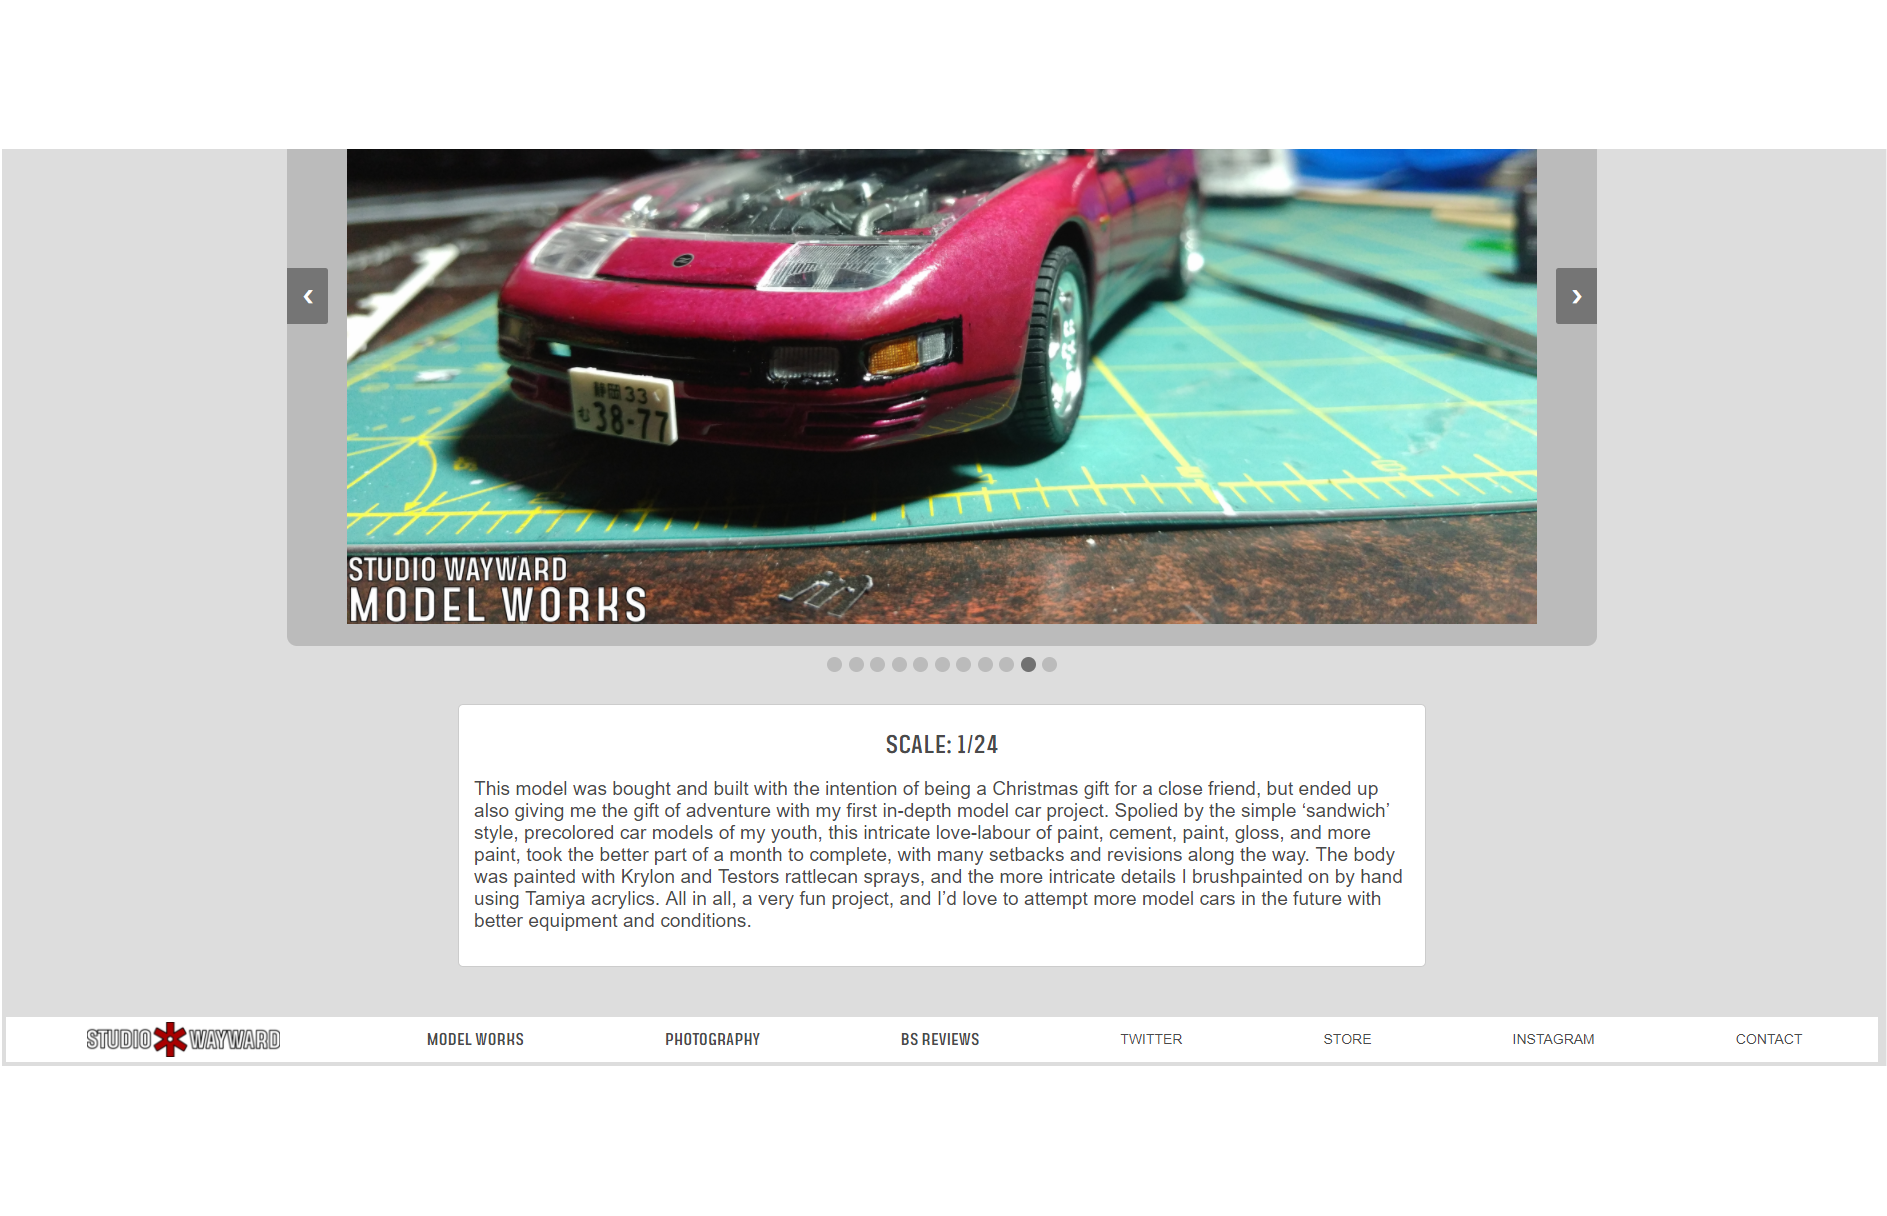 ‹
›
静岡 33
む 38-77
STUDIO WAYWARD
MODEL WORKS
SCALE: 1/24
This model was bought and built with the intention of being a Christmas gift for a close friend, but ended up
also giving me the gift of adventure with my first in-depth model car project. Spolied by the simple ‘sandwich’
style, precolored car models of my youth, this intricate love-labour of paint, cement, paint, gloss, and more
paint, took the better part of a month to complete, with many setbacks and revisions along the way. The body
was painted with Krylon and Testors rattlecan sprays, and the more intricate details I brushpainted on by hand
using Tamiya acrylics. All in all, a very fun project, and I’d love to attempt more model cars in the future with
better equipment and conditions.
STUDIO WAYWARD MODEL WORKS PHOTOGRAPHY BS REVIEWS TWITTER STORE INSTAGRAM CONTACT